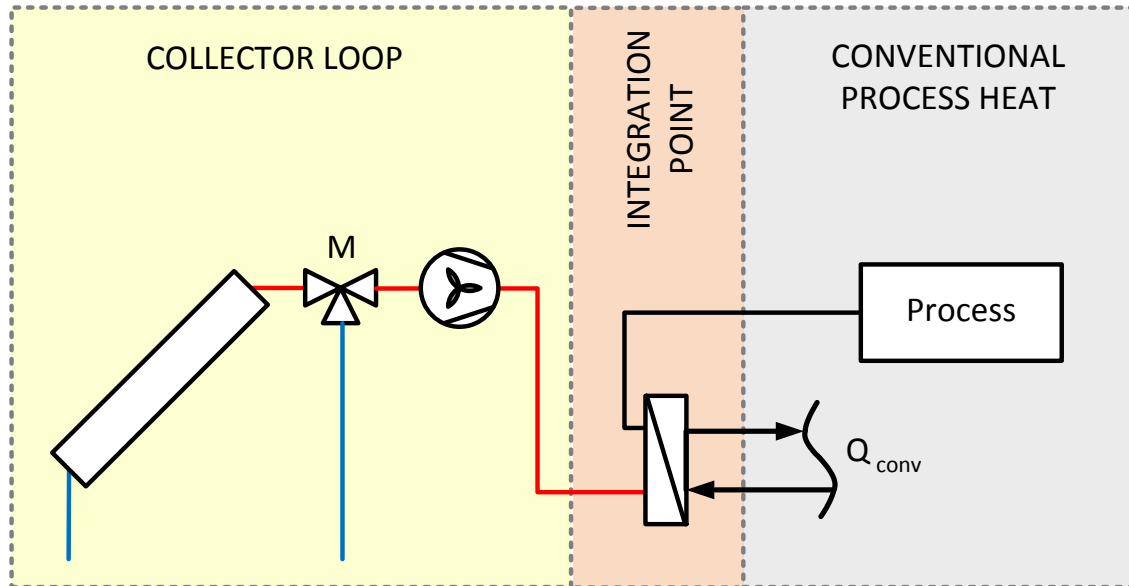 COLLECTOR LOOP
INTEGRATION
POINT
CONVENTIONAL
PROCESS HEAT
M
Process
Q conv